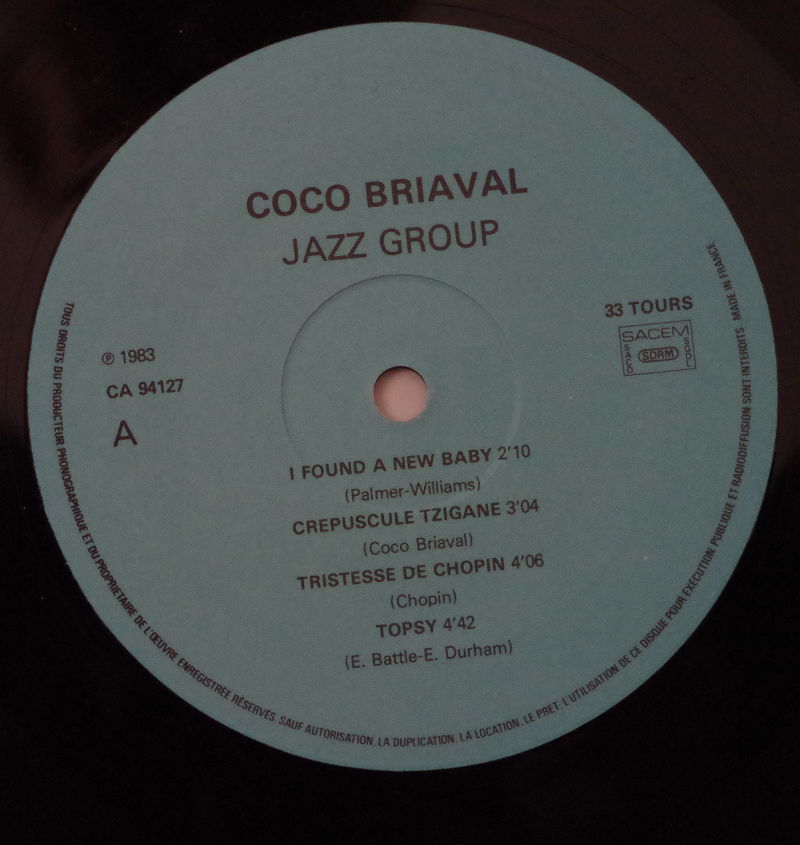 COCO BRIAVAL
JAZZ GROUP
℗ 1983
CA 94127
A
33 TOURS
SACEM
SACD
SDRM
SGDL
I FOUND A NEW BABY 2'10
(Palmer-Williams)
CREPUSCULE TZIGANE 3'04
(Coco Briaval)
TRISTESSE DE CHOPIN 4'06
(Chopin)
TOPSY 4'42
(E. Battle-E. Durham)
TOUS DROITS DU PRODUCTEUR PHONOGRAPHIQUE ET DU PROPRIETAIRE DE L'ŒUVRE ENREGISTREE RÉSERVÉS. SAUF AUTORISATION, LA DUPLICATION, LA LOCATION, LE PRET, L'UTILISATION DE CE DISQUE POUR EXECUTION PUBLIQUE ET RADIODIFFUSION SONT INTERDITS MADE IN FRANCE